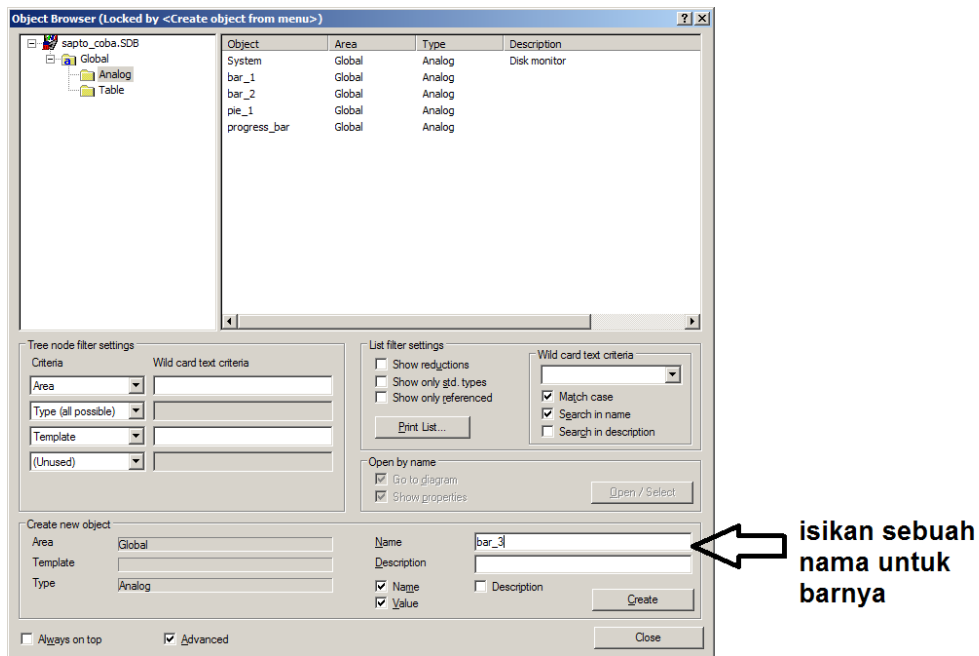 Object Browser (Locked by <Create object from menu>)
sapto_coba.SDB
Global
Analog
Table
Object Area Type Description
System Global Analog Disk monitor
bar_1 Global Analog
bar_2 Global Analog
pie_1 Global Analog
progress_bar Global Analog
Tree node filter settings
Criteria Wild card text criteria
Area
Type (all possible)
Template
(Unused)
List filter settings
Show reductions
Show only std. types
Show only referenced
Print List...
Wild card text criteria
Match case
Search in name
Search in description
Open by name
Go to diagram
Show properties
Open / Select
Create new object
Area Global
Template
Type Analog
Name bar_3
Description
Name Description
Value
Create
Always on top Advanced
Close
isikan sebuah
nama untuk
barnya